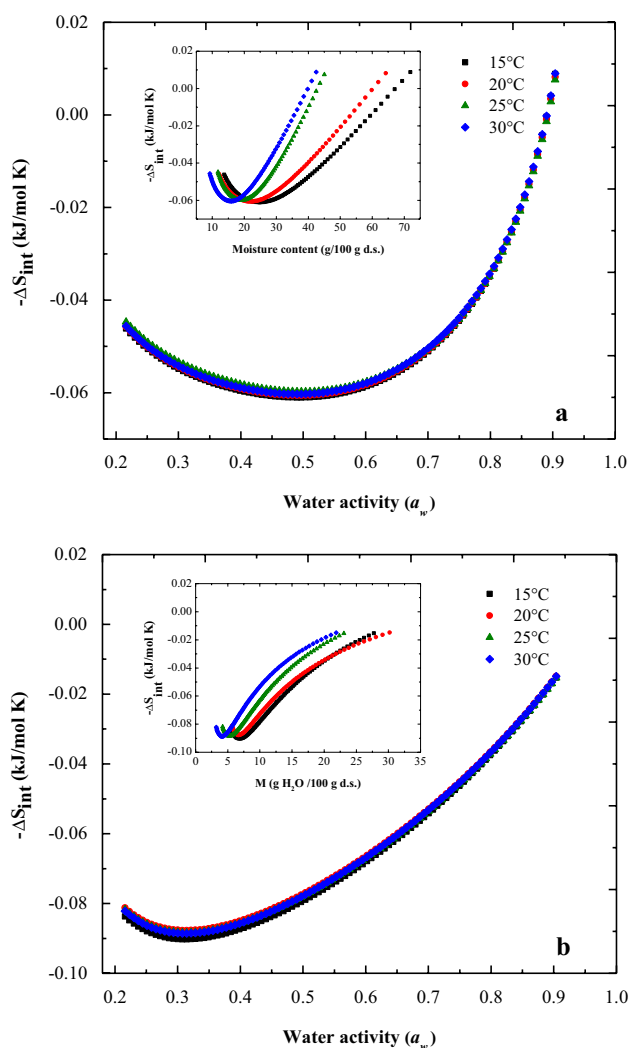 0.02
0.00
-0.02
-0.04
-0.06
-ΔS_int (kJ/mol K)
0.2 0.3 0.4 0.5 0.6 0.7 0.8 0.9 1.0
Water activity (a_w)
15°C
20°C
25°C
30°C
a
0.02
0.00
-0.02
-0.04
-0.06
-0.08
-ΔS_int (kJ/mol K)
10 20 30 40 50 60 70
Moisture content (g/100 g d.s.)
0.02
0.00
-0.02
-0.04
-0.06
-0.08
-0.10
-ΔS_int (kJ/mol K)
0.2 0.3 0.4 0.5 0.6 0.7 0.8 0.9 1.0
Water activity (a_w)
15°C
20°C
25°C
30°C
b
0.02
0.00
-0.02
-0.04
-0.06
-0.08
-0.10
-ΔS_int (kJ/mol K)
0 5 10 15 20 25 30 35
M (g H₂O /100 g d.s.)